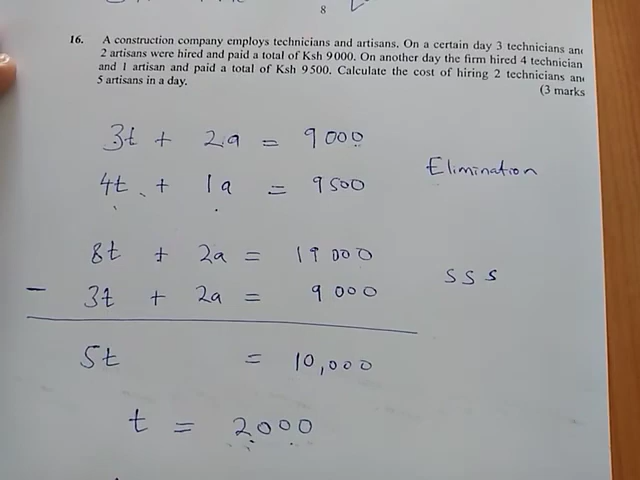 8
16. A construction company employs technicians and artisans. On a certain day 3 technicians and
2 artisans were hired and paid a total of Ksh 9000. On another day the firm hired 4 technician
and 1 artisan and paid a total of Ksh 9500. Calculate the cost of hiring 2 technicians and
5 artisans in a day.
(3 marks
3t + 2a = 9000
4t + 1a = 9500
Elimination
8t + 2a = 19000
SSS
- 3t + 2a = 9000
5t = 10,000
t = 2000